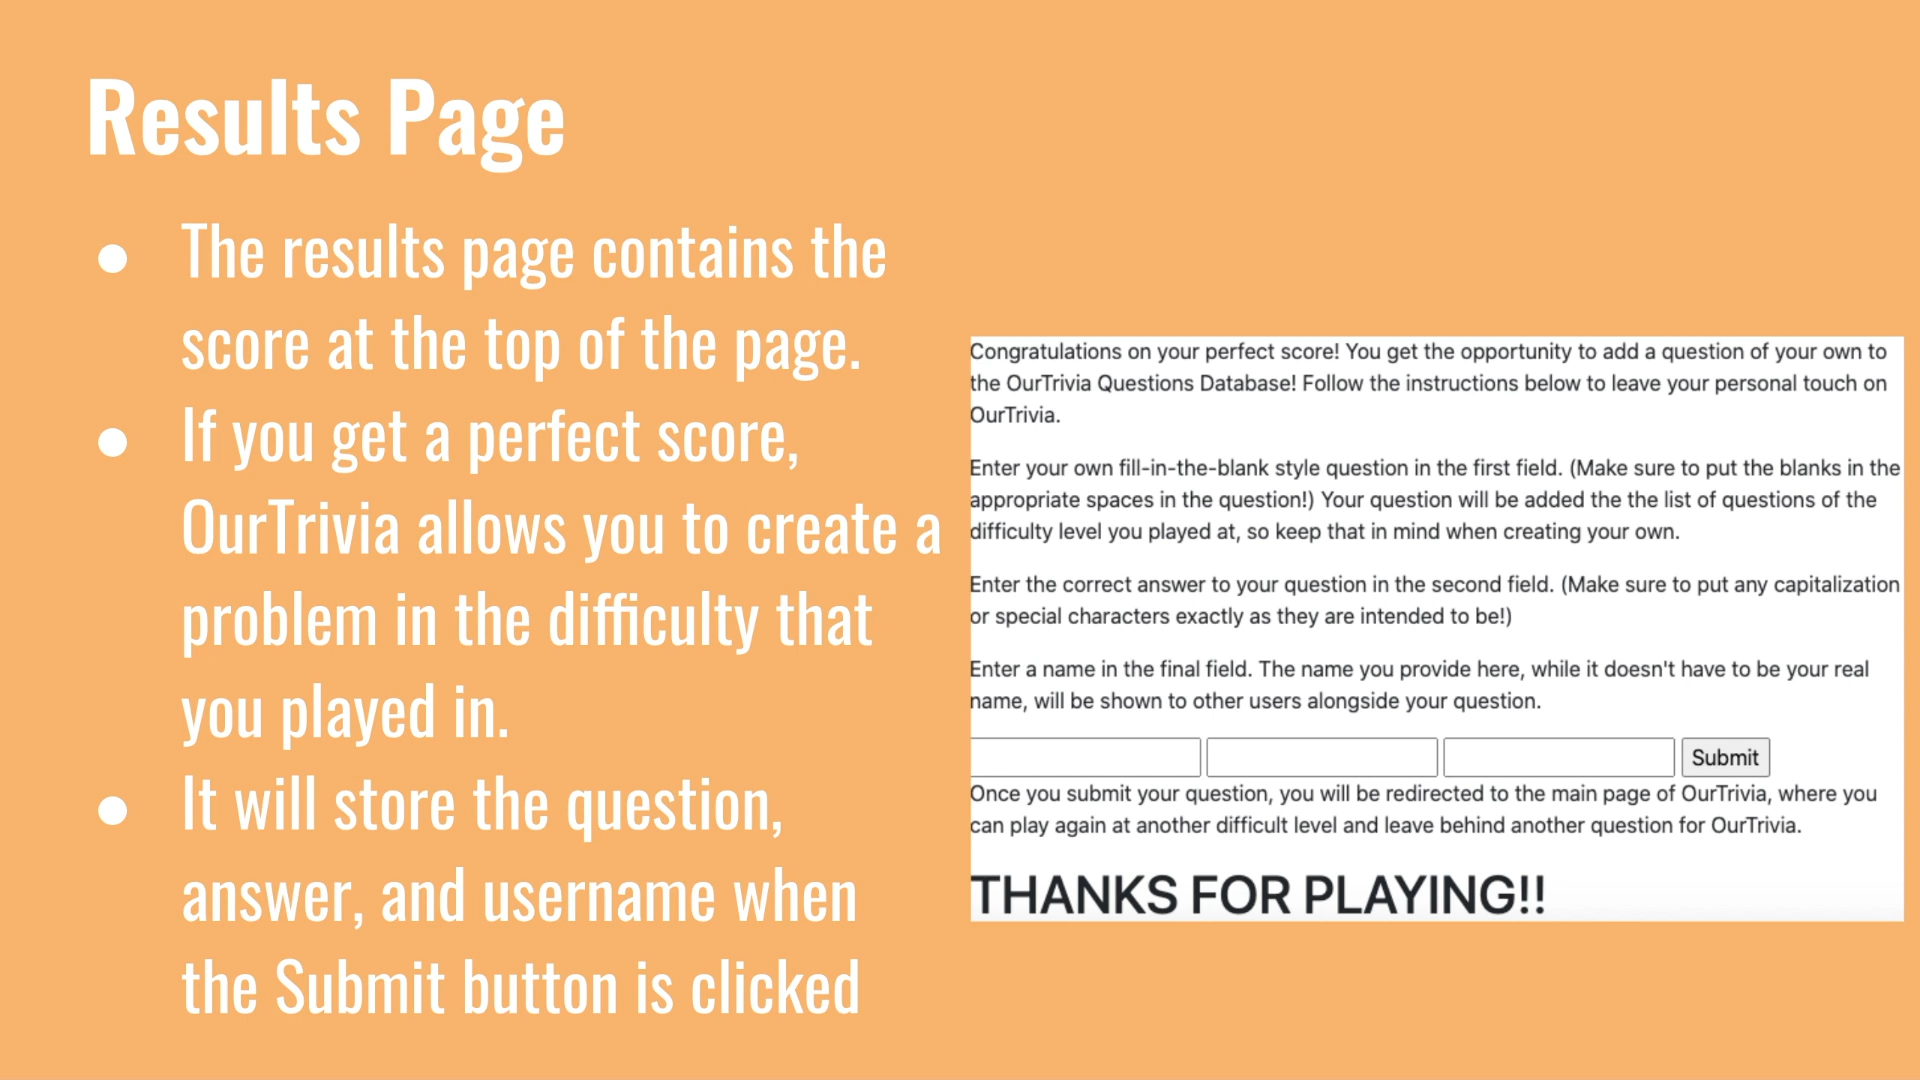 Results Page
● The results page contains the
score at the top of the page.
● If you get a perfect score,
OurTrivia allows you to create a
problem in the difficulty that
you played in.
● It will store the question,
answer, and username when
the Submit button is clicked
Congratulations on your perfect score! You get the opportunity to add a question of your own to
the OurTrivia Questions Database! Follow the instructions below to leave your personal touch on
OurTrivia.
Enter your own fill-in-the-blank style question in the first field. (Make sure to put the blanks in the
appropriate spaces in the question!) Your question will be added the the list of questions of the
difficulty level you played at, so keep that in mind when creating your own.
Enter the correct answer to your question in the second field. (Make sure to put any capitalization
or special characters exactly as they are intended to be!)
Enter a name in the final field. The name you provide here, while it doesn't have to be your real
name, will be shown to other users alongside your question.
Submit
Once you submit your question, you will be redirected to the main page of OurTrivia, where you
can play again at another difficult level and leave behind another question for OurTrivia.
THANKS FOR PLAYING!!